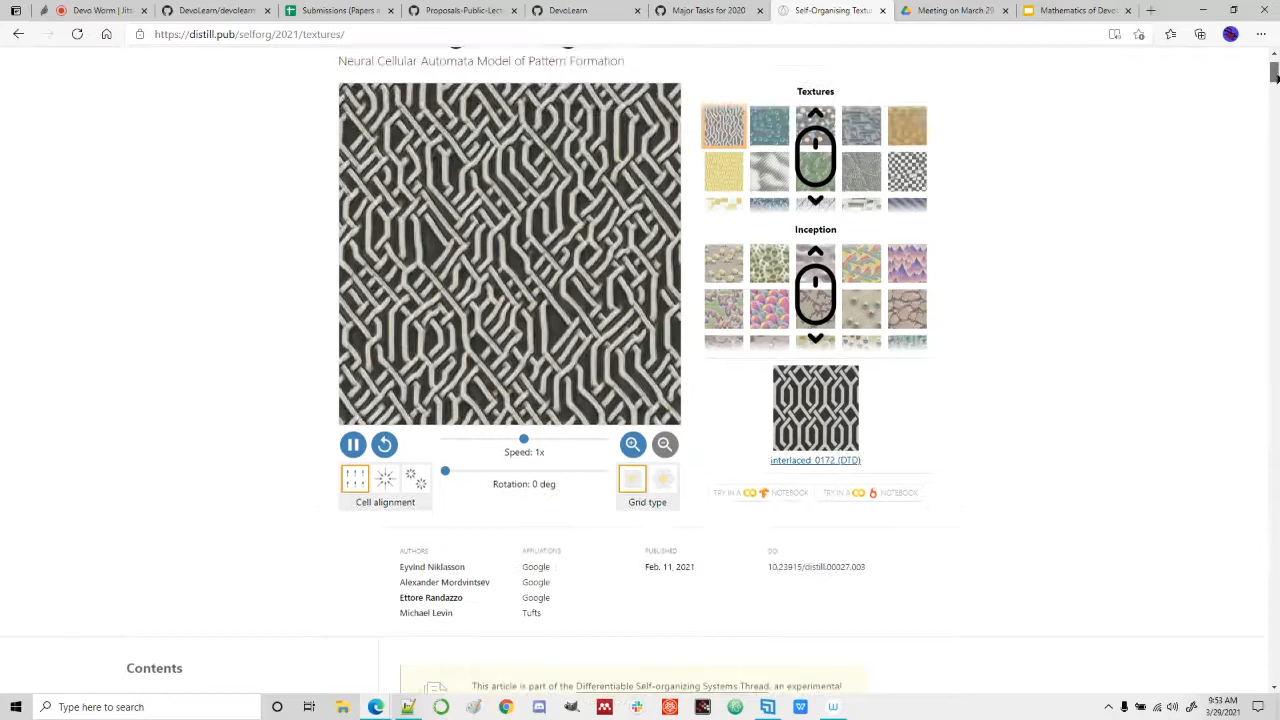 Devo Worm | Devolearn
DevoLearn/devolearn
Submissions (Papers a
Proposals-Public-Lect
DevoLearn
Major Tasks for 2020
Self-Organising Textu
Meeting on March 29
Mathematics of Devo
https://distill.pub/selforg/2021/textures/
Neural Cellular Automata Model of Pattern Formation
Textures
Inception
Speed: 1x
interlaced_0172 (DTD)
Rotation: 0 deg
TRY IN A CO NOTEBOOK
TRY IN A CO NOTEBOOK
Cell alignment
Grid type
AUTHORS
AFFILIATIONS
PUBLISHED
DOI
Eyvind Niklasson
Google
Feb. 11, 2021
10.23915/distill.00027.003
Alexander Mordvintsev
Google
Ettore Randazzo
Google
Michael Levin
Tufts
Contents
This article is part of the Differentiable Self-organizing Systems Thread, an experimental
Type here to search
9:53 AM
3/29/2021